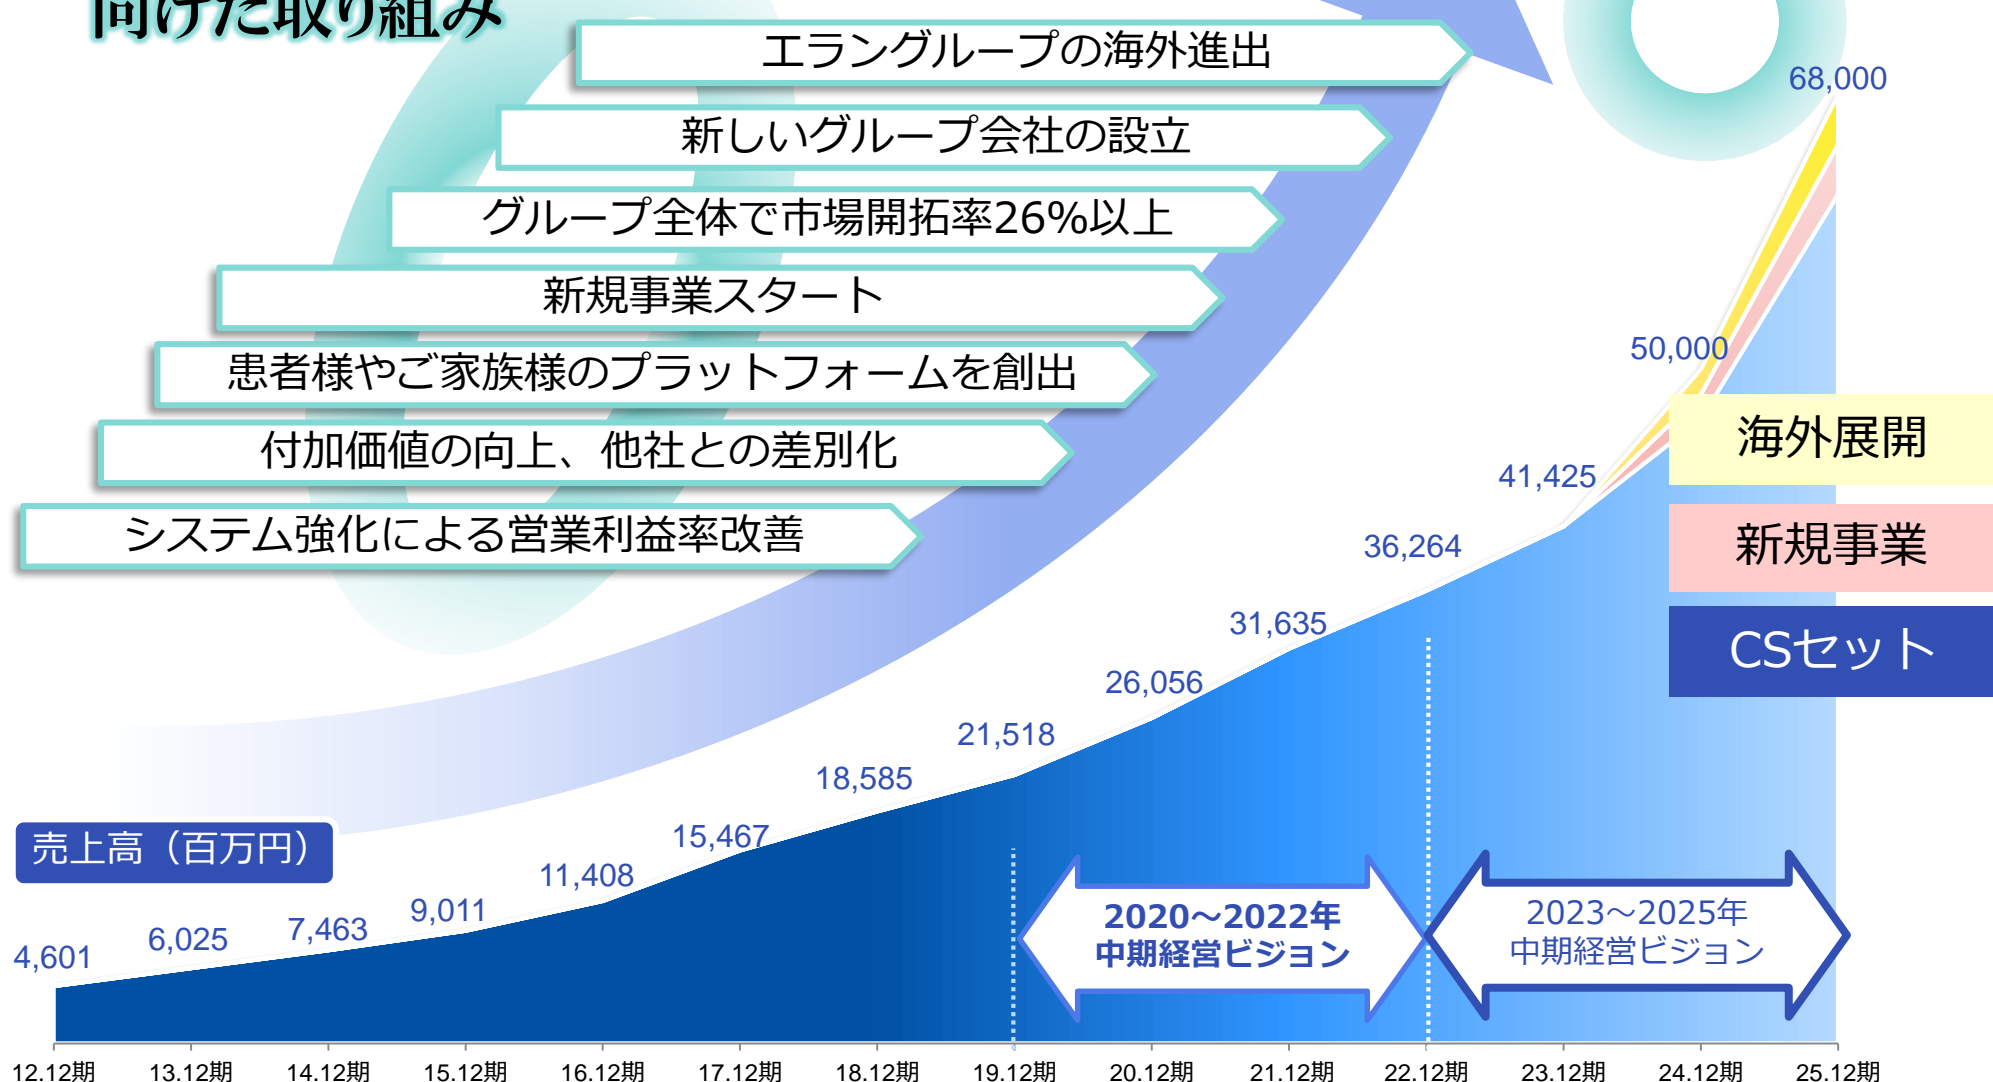 向けた取り組み
エラングループの海外進出
新しいグループ会社の設立
グループ全体で市場開拓率26%以上
新規事業スタート
患者様やご家族様のプラットフォームを創出
付加価値の向上、他社との差別化
システム強化による営業利益率改善
68,000
50,000
41,425
36,264
31,635
26,056
21,518
18,585
15,467
11,408
9,011
7,463
6,025
4,601
海外展開
新規事業
CSセット
売上高（百万円）
2020～2022年
中期経営ビジョン
2023～2025年
中期経営ビジョン
12.12期 13.12期 14.12期 15.12期 16.12期 17.12期 18.12期 19.12期 20.12期 21.12期 22.12期 23.12期 24.12期 25.12期